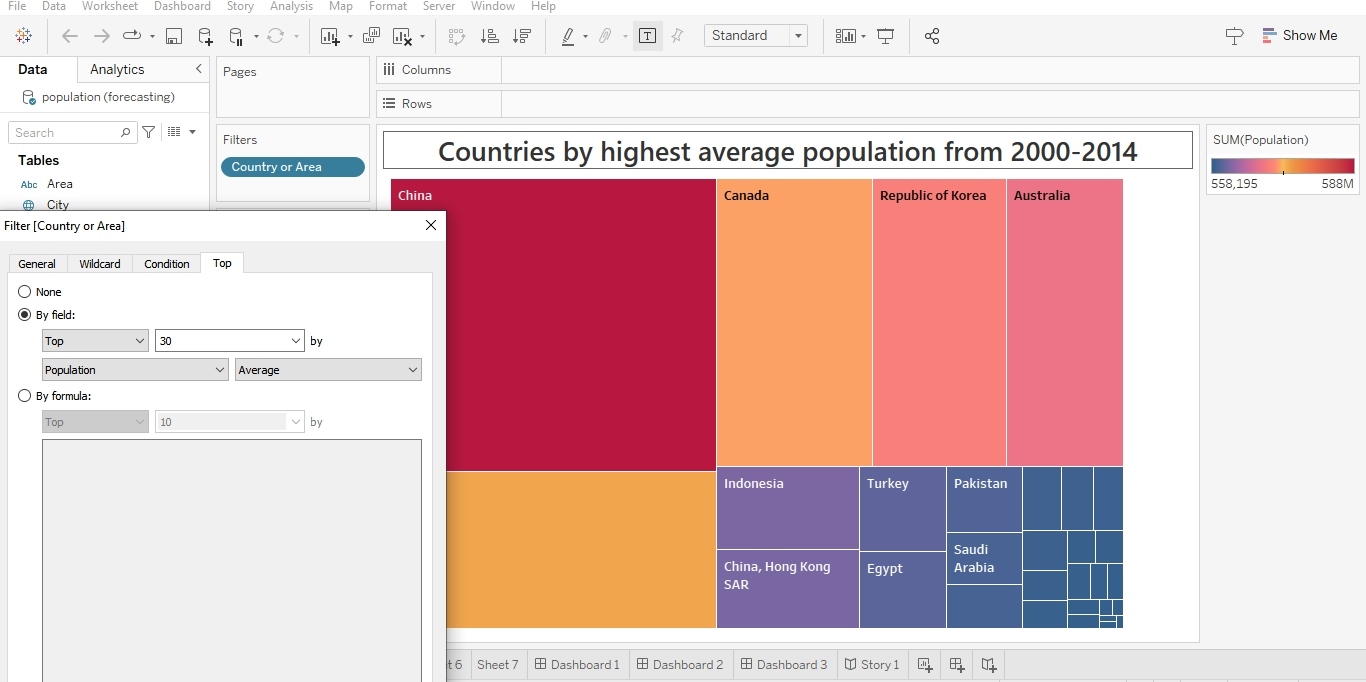 File Data Worksheet Dashboard Story Analysis Map Format Server Window Help
Standard
Show Me
Data Analytics
population (forecasting)
Search
Tables
Abc Area
City
Pages
Filters
Country or Area
Columns
Rows
Countries by highest average population from 2000-2014
China
Canada
Republic of Korea
Australia
Indonesia
Turkey
Pakistan
China, Hong Kong
SAR
Egypt
Saudi
Arabia
SUM(Population)
558,195 588M
Filter [Country or Area]
General Wildcard Condition Top
None
By field:
Top 30 by
Population Average
By formula:
Top 10 by
t 6 Sheet 7 Dashboard 1 Dashboard 2 Dashboard 3 Story 1